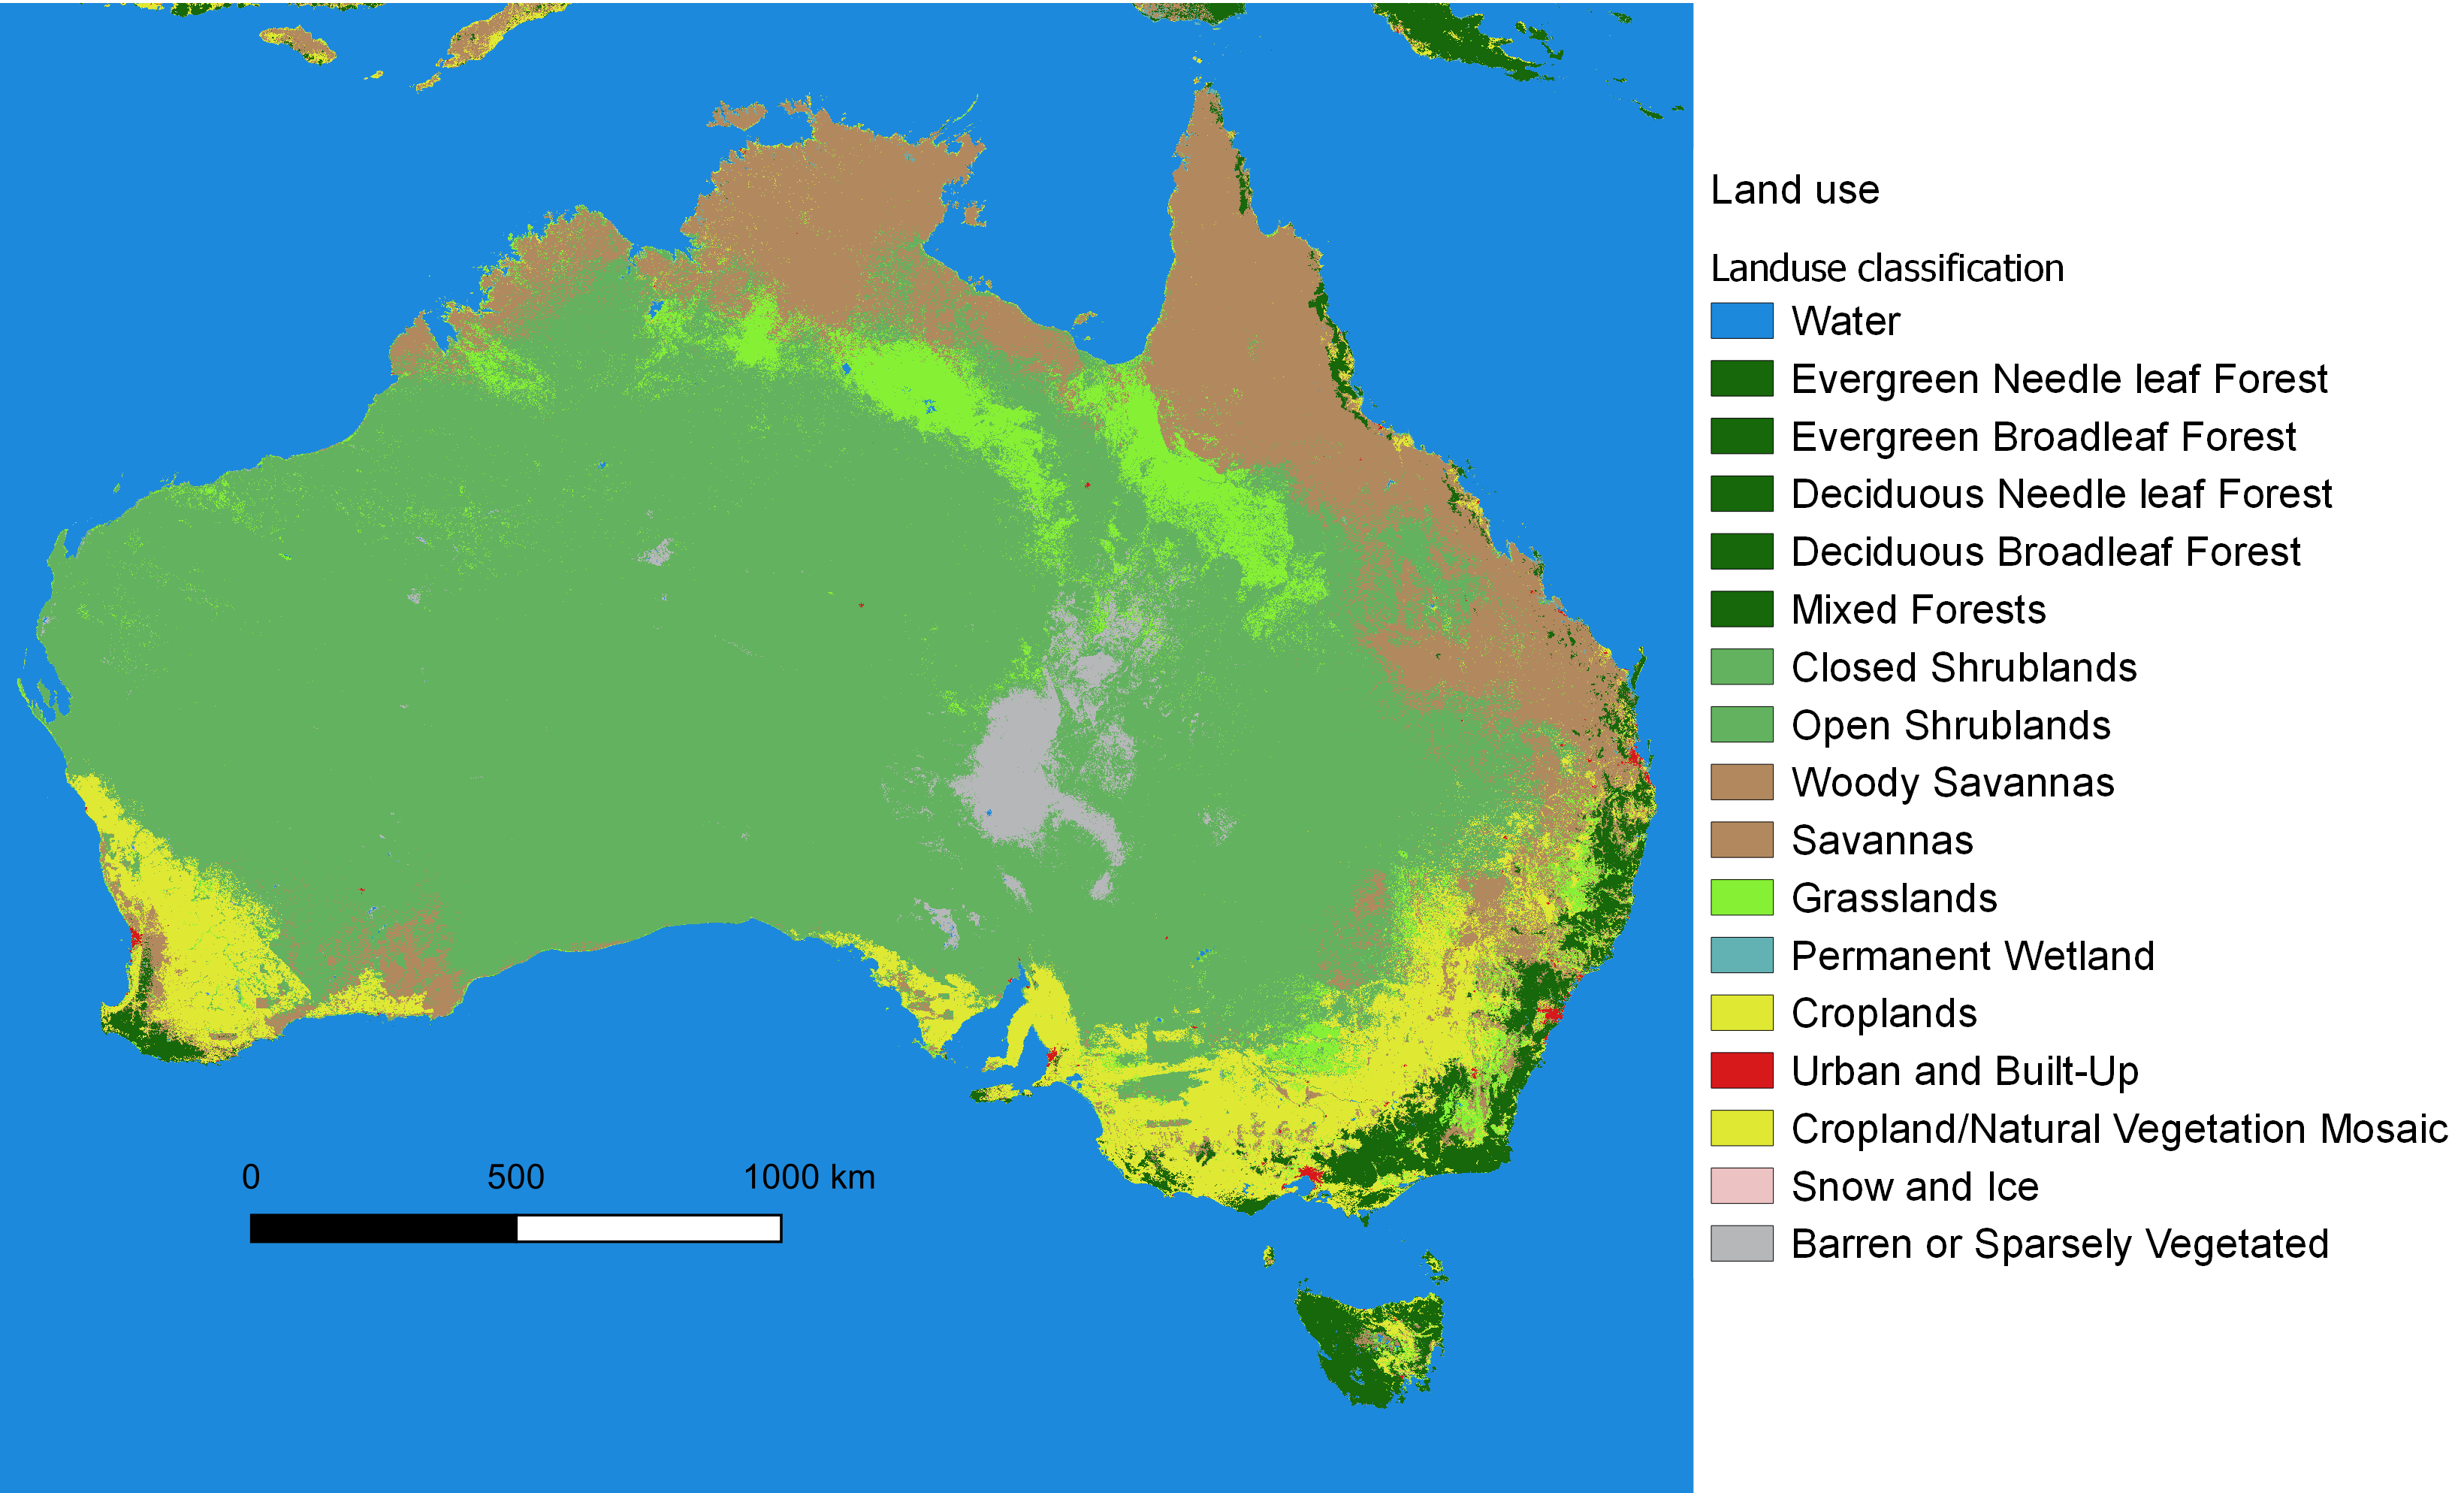 Land use
Landuse classification
Water
Evergreen Needle leaf Forest
Evergreen Broadleaf Forest
Deciduous Needle leaf Forest
Deciduous Broadleaf Forest
Mixed Forests
Closed Shrublands
Open Shrublands
Woody Savannas
Savannas
Grasslands
Permanent Wetland
Croplands
Urban and Built-Up
Cropland/Natural Vegetation Mosaic
Snow and Ice
Barren or Sparsely Vegetated
0 500 1000 km